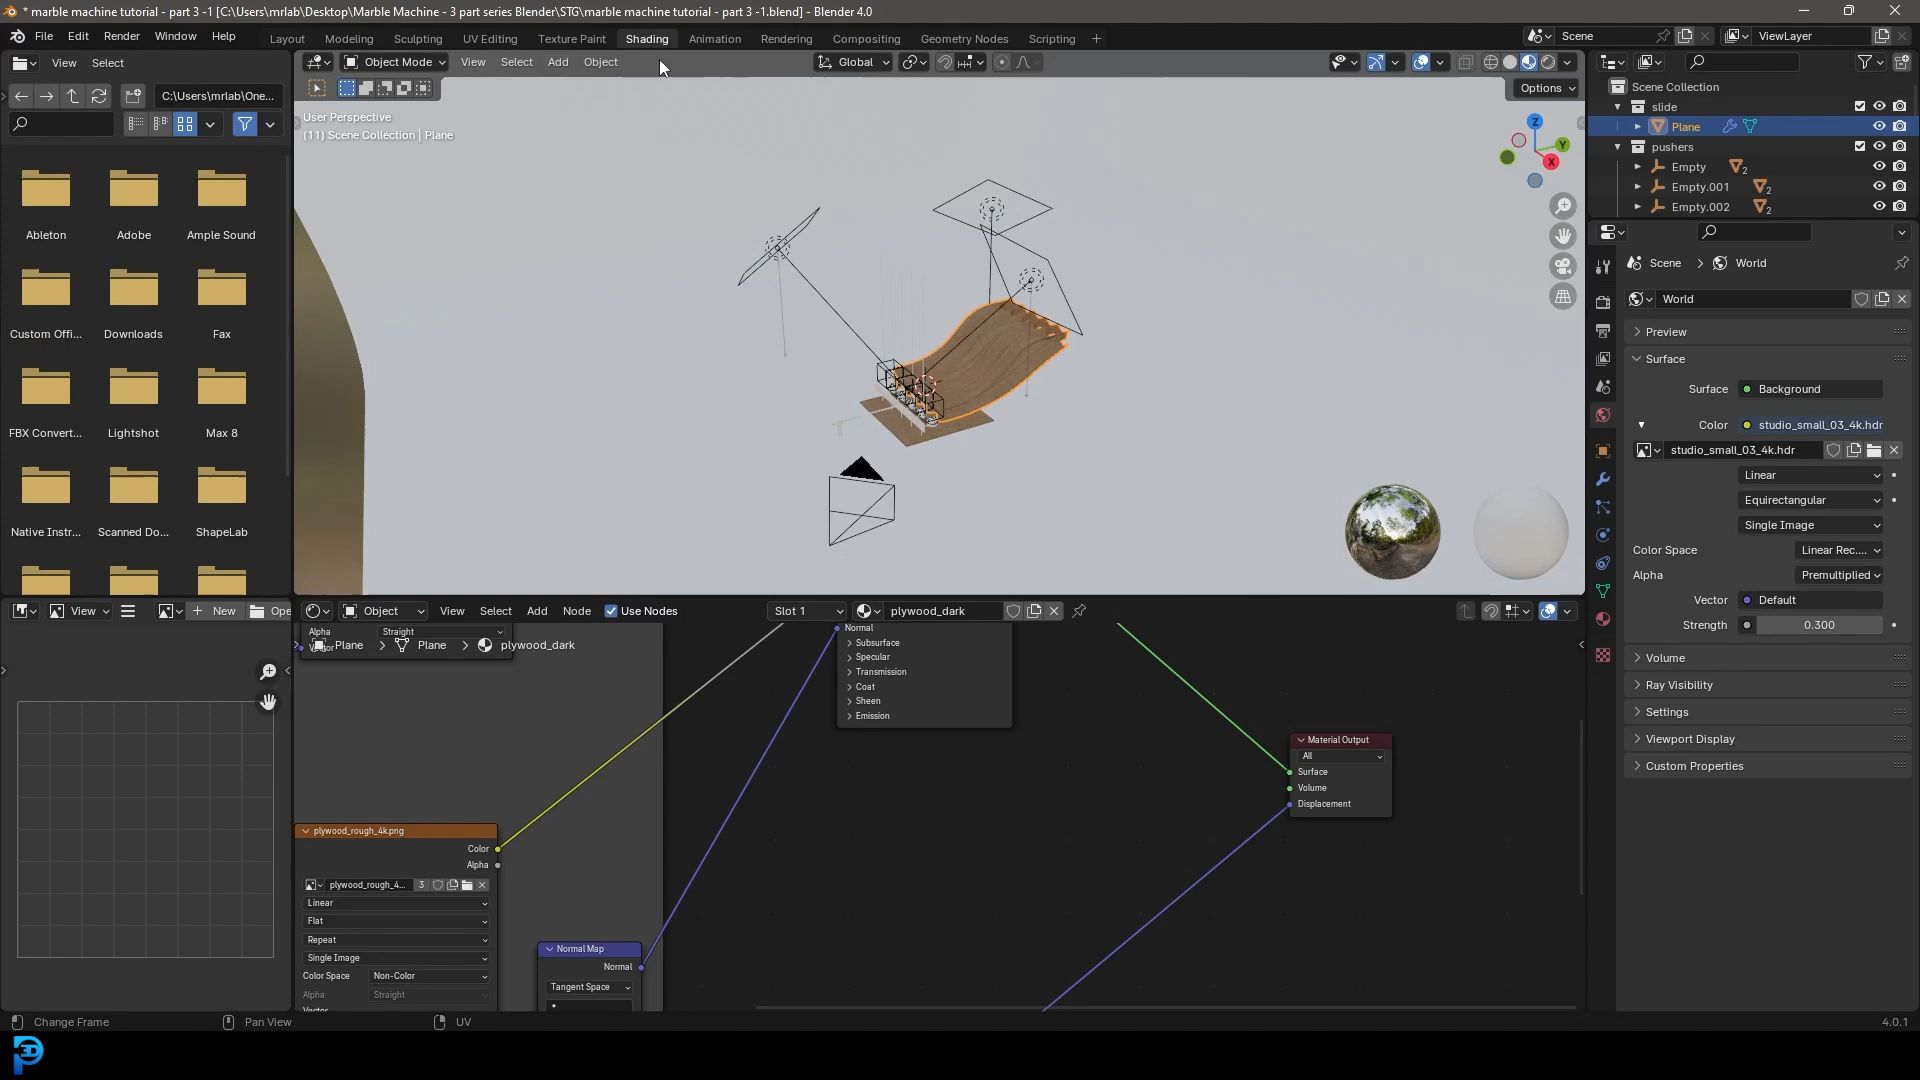 * marble machine tutorial - part 3 -1 [C:\Users\mrlab\Desktop\Marble Machine - 3 part series Blender\STG\marble machine tutorial - part 3 -1.blend] - Blender 4.0
File Edit Render Window Help
Layout Modeling Sculpting UV Editing Texture Paint Shading Animation Rendering Compositing Geometry Nodes Scripting +
Scene
ViewLayer
View Select
C:\Users\mrlab\One...
Ableton Adobe Ample Sound
Custom Offi... Downloads Fax
FBX Convert... Lightshot Max 8
Native Instr... Scanned Do... ShapeLab
Object Mode View Select Add Object
Global
Options
User Perspective
(11) Scene Collection | Plane
Z
Y
X
Scene Collection
slide
Plane
pushers
Empty 2
Empty.001 2
Empty.002 2
Scene > World
World
Preview
Surface
Surface Background
Color studio_small_03_4k.hdr
studio_small_03_4k.hdr
Linear
Equirectangular
Single Image
Color Space Linear Rec....
Alpha Premultiplied
Vector Default
Strength 0.300
Volume
Ray Visibility
Settings
Viewport Display
Custom Properties
View
+ New
Ope
Object View Select Add Node Use Nodes
Slot 1
plywood_dark
Alpha Straight
Plane > Plane > plywood_dark
Normal
Subsurface
Specular
Transmission
Coat
Sheen
Emission
Material Output
All
Surface
Volume
Displacement
plywood_rough_4k.png
Color
Alpha
plywood_rough_4... 3
Linear
Flat
Repeat
Single Image
Color Space Non-Color
Alpha Straight
Vector
Normal Map
Normal
Tangent Space
Change Frame
Pan View
UV
4.0.1